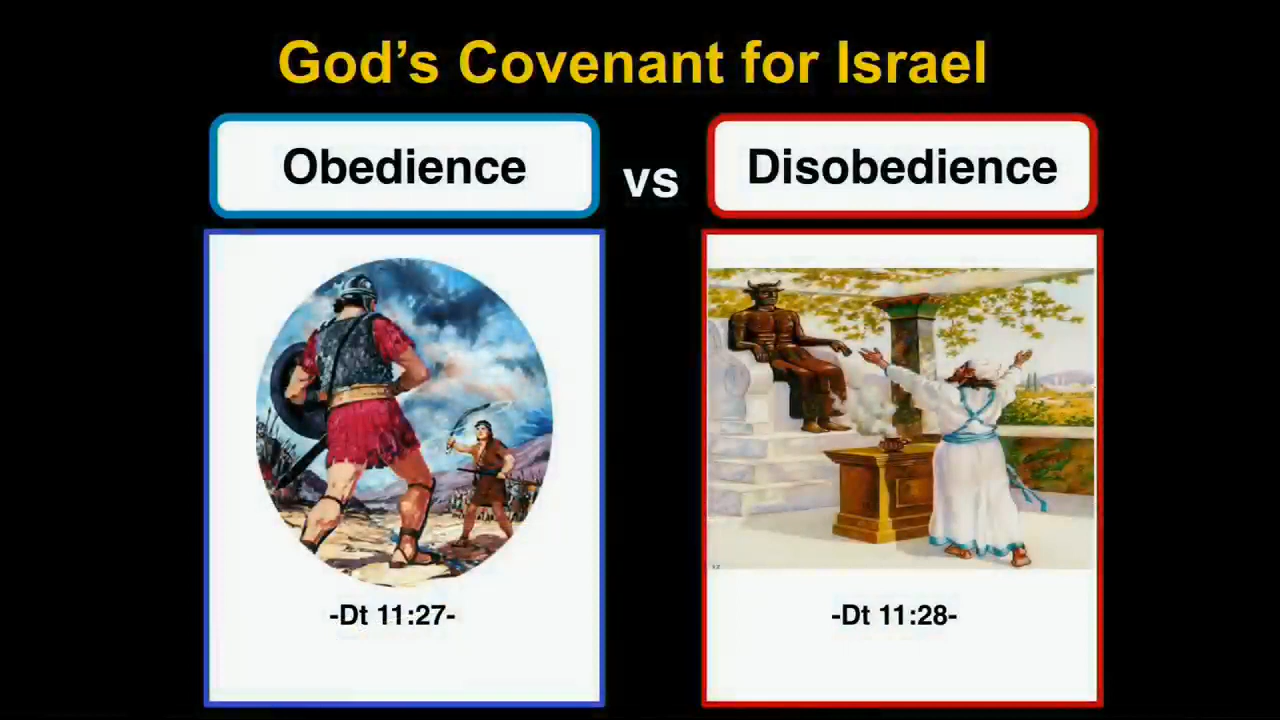 God’s Covenant for Israel
Obedience
vs
Disobedience
-Dt 11:27-
-Dt 11:28-